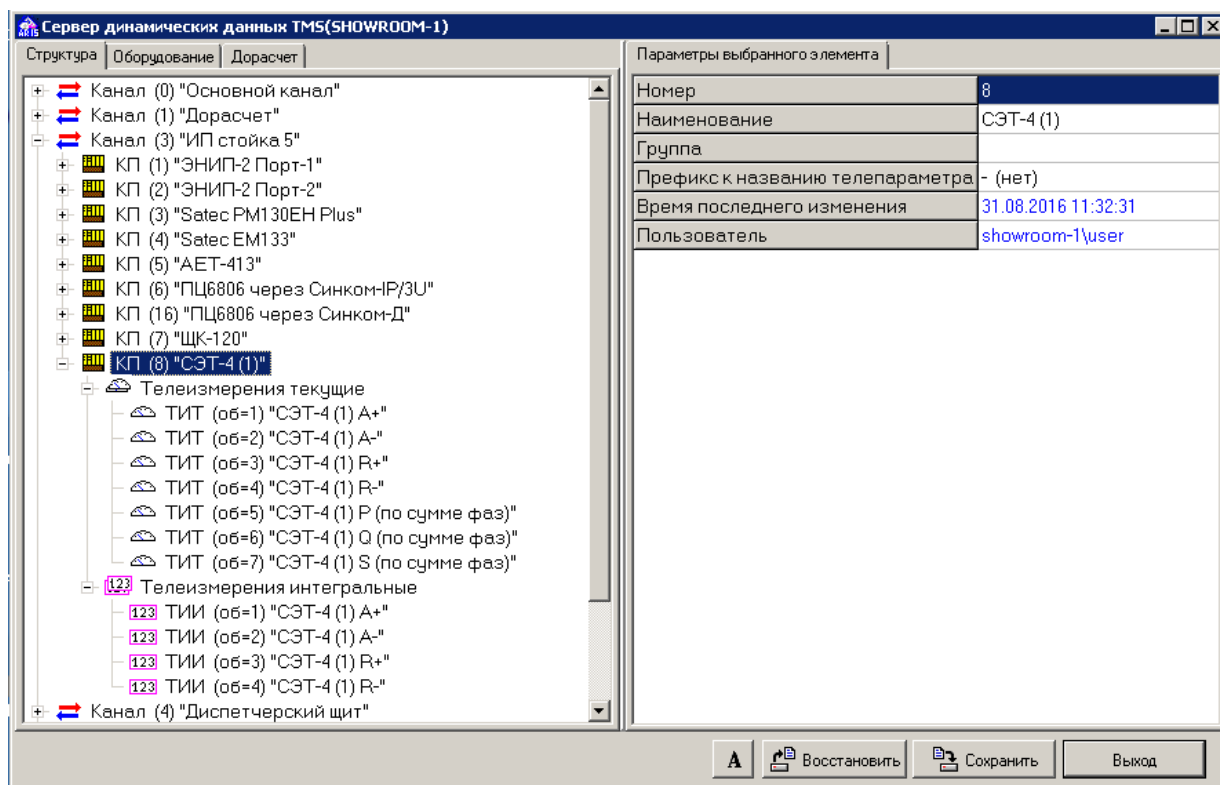 Сервер динамических данных TMS(SHOWROOM-1)
Структура Оборудование Дорасчет
Канал (0) "Основной канал"
Канал (1) "Дорасчет"
Канал (3) "ИП стойка 5"
КП (1) "ЭНИП-2 Порт-1"
КП (2) "ЭНИП-2 Порт-2"
КП (3) "Satec PM130EH Plus"
КП (4) "Satec EM133"
КП (5) "AET-413"
КП (6) "ПЦ6806 через Синком-IP/3U"
КП (16) "ПЦ6806 через Синком-Д"
КП (7) "ЩК-120"
КП (8) "СЭТ-4 (1)"
Телеизмерения текущие
ТИТ (об=1) "СЭТ-4 (1) A+"
ТИТ (об=2) "СЭТ-4 (1) A-"
ТИТ (об=3) "СЭТ-4 (1) R+"
ТИТ (об=4) "СЭТ-4 (1) R-"
ТИТ (об=5) "СЭТ-4 (1) P (по сумме фаз)"
ТИТ (об=6) "СЭТ-4 (1) Q (по сумме фаз)"
ТИТ (об=7) "СЭТ-4 (1) S (по сумме фаз)"
123 Телеизмерения интегральные
123 ТИИ (об=1) "СЭТ-4 (1) A+"
123 ТИИ (об=2) "СЭТ-4 (1) A-"
123 ТИИ (об=3) "СЭТ-4 (1) R+"
123 ТИИ (об=4) "СЭТ-4 (1) R-"
Канал (4) "Диспетчерский щит"
Параметры выбранного элемента
Номер 8
Наименование СЭТ-4 (1)
Группа
Префикс к названию телепараметра - (нет)
Время последнего изменения 31.08.2016 11:32:31
Пользователь showroom-1\user
A Восстановить Сохранить Выход